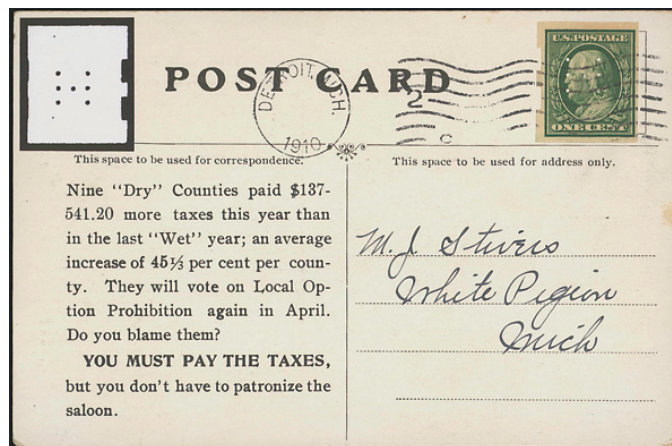 POST CARD
DETROIT, MICH.
1910
2
C
U.S. POSTAGE
ONE CENT
This space to be used for correspondence.
This space to be used for address only.
Nine "Dry" Counties paid $137-
541.20 more taxes this year than
in the last "Wet" year; an average
increase of 45⅓ per cent per coun-
ty. They will vote on Local Op-
tion Prohibition again in April.
Do you blame them?
YOU MUST PAY THE TAXES,
but you don't have to patronize the
saloon.
M. J. Stivers
White Pigeon
Mich